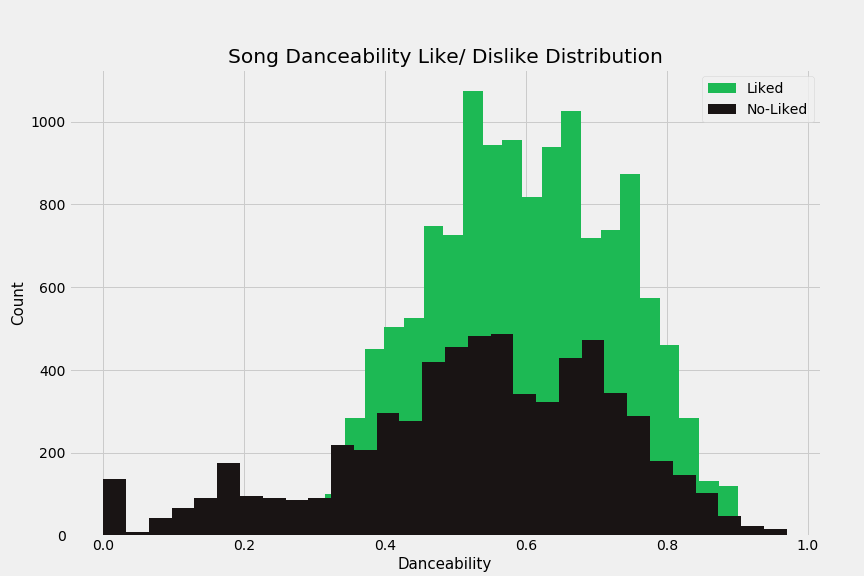 Song Danceability Like/ Dislike Distribution
Liked
No-Liked
1000
800
600
400
200
0
Count
0.0 0.2 0.4 0.6 0.8 1.0
Danceability